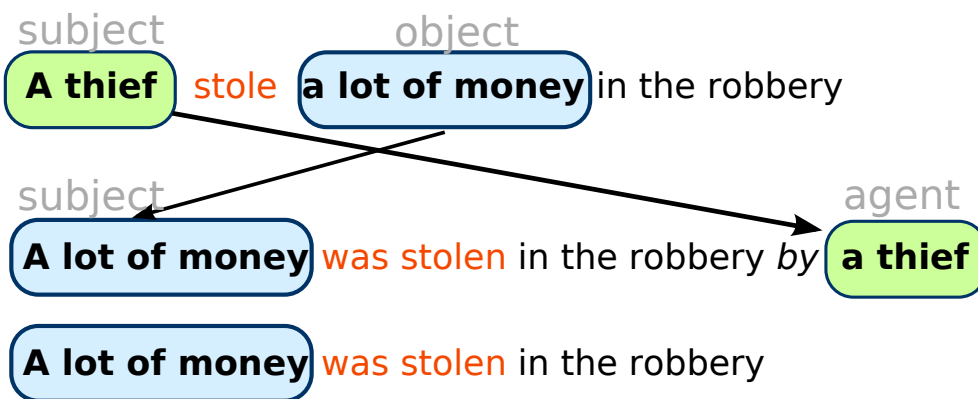 subject object
A thief stole a lot of money in the robbery
subject agent
A lot of money was stolen in the robbery by a thief
A lot of money was stolen in the robbery